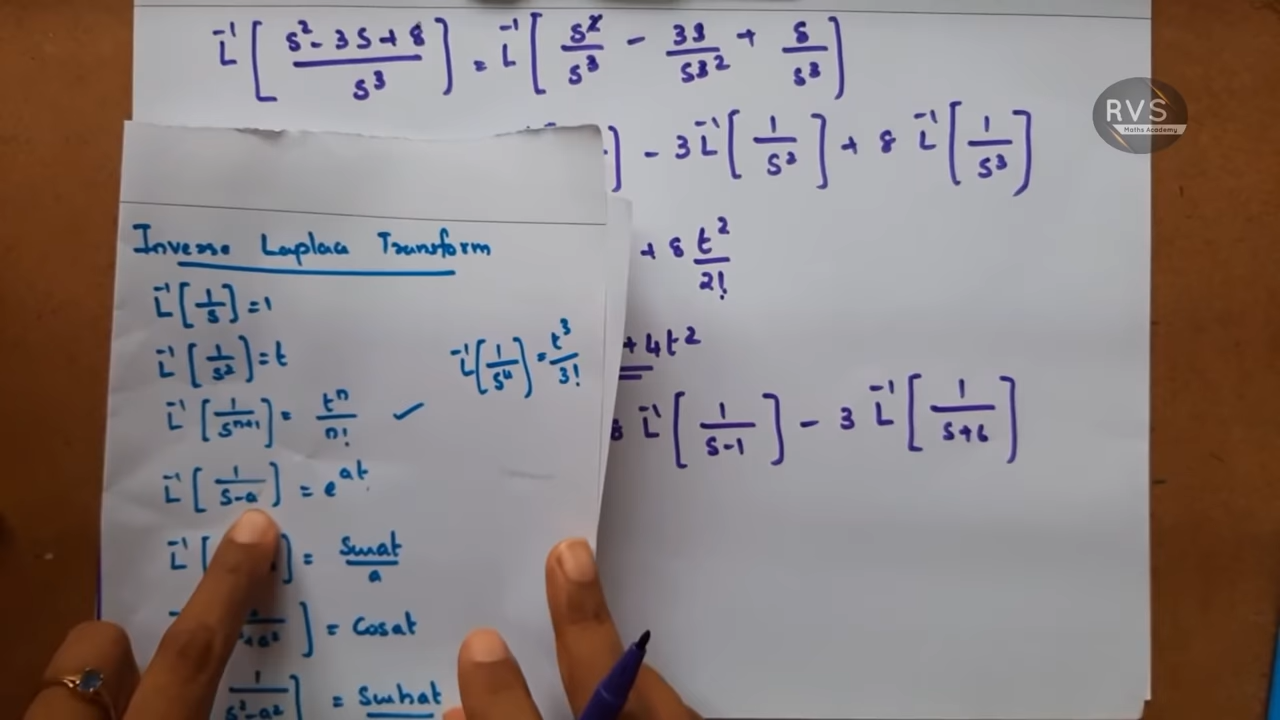 L⁻¹[ (s² - 3s + 8) / s³ ] = L⁻¹[ s²/s³ - 3s/s³² + 8/s³ ]
] - 3L⁻¹[ 1/s² ] + 8 L⁻¹[ 1/s³ ]
+ 8 t²/2!
+ 4t²
L⁻¹[ 1/(s-1) ] - 3 L⁻¹[ 1/(s+6) ]
RVS
Maths Academy
Inverse Laplace Transform
L⁻¹[ 1/s ] = 1
L⁻¹[ 1/s² ] = t
L⁻¹[ 1/s⁴ ] = t³/3!
L⁻¹[ 1/sⁿ⁺¹ ] = tⁿ/n! ✓
L⁻¹[ 1/(s-a) ] = eᵃᵗ
L⁻¹[ ] = Sinat/a
] = Cosat
1/(s²-a²) ] = Sinhat